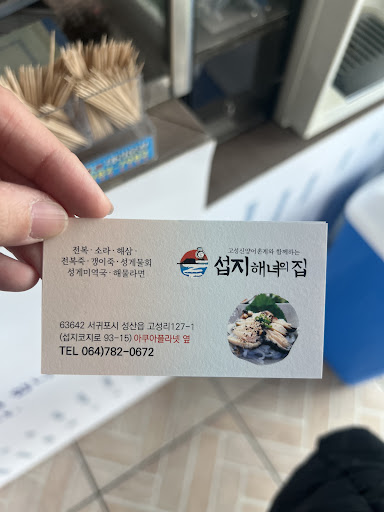 전복·소라·해삼·
전복죽·갱이죽·성게물회
성게미역국·해물라면
고성신양어촌계와 함께하는
섭지해녀의집
63642 서귀포시 성산읍 고성리127-1
(섭지코지로 93-15) 아쿠아플라넷 옆
TEL 064)782-0672